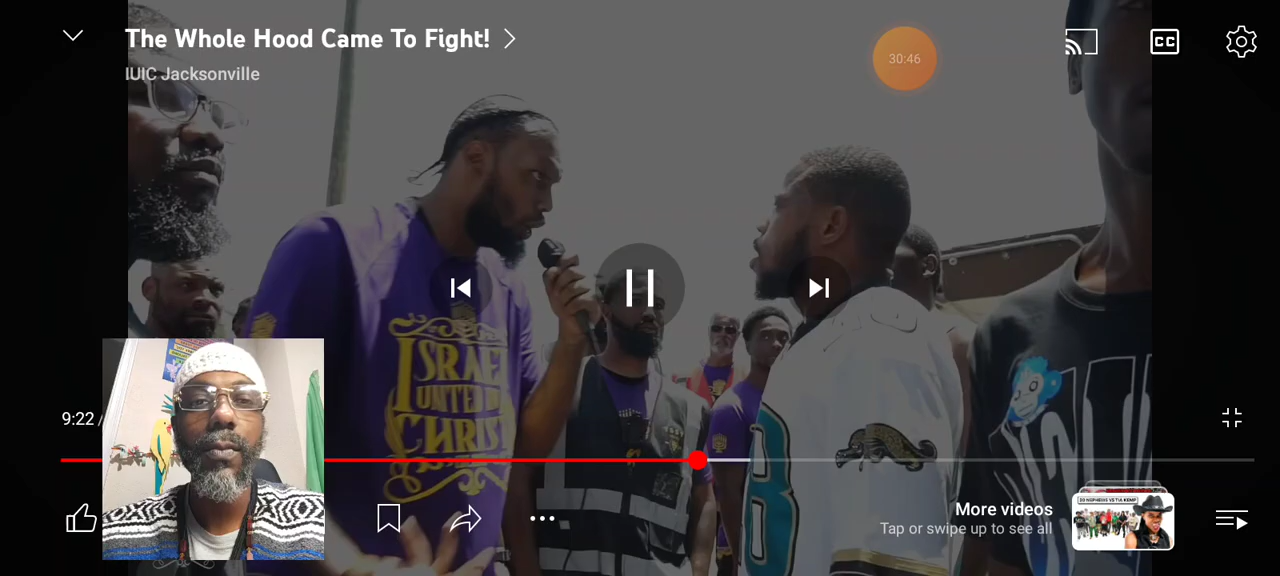 The Whole Hood Came To Fight!
IUIC Jacksonville
30:46
CC
ISRAEL
UNITED IN
CHRIST
9:22 /
B
More videos
Tap or swipe up to see all